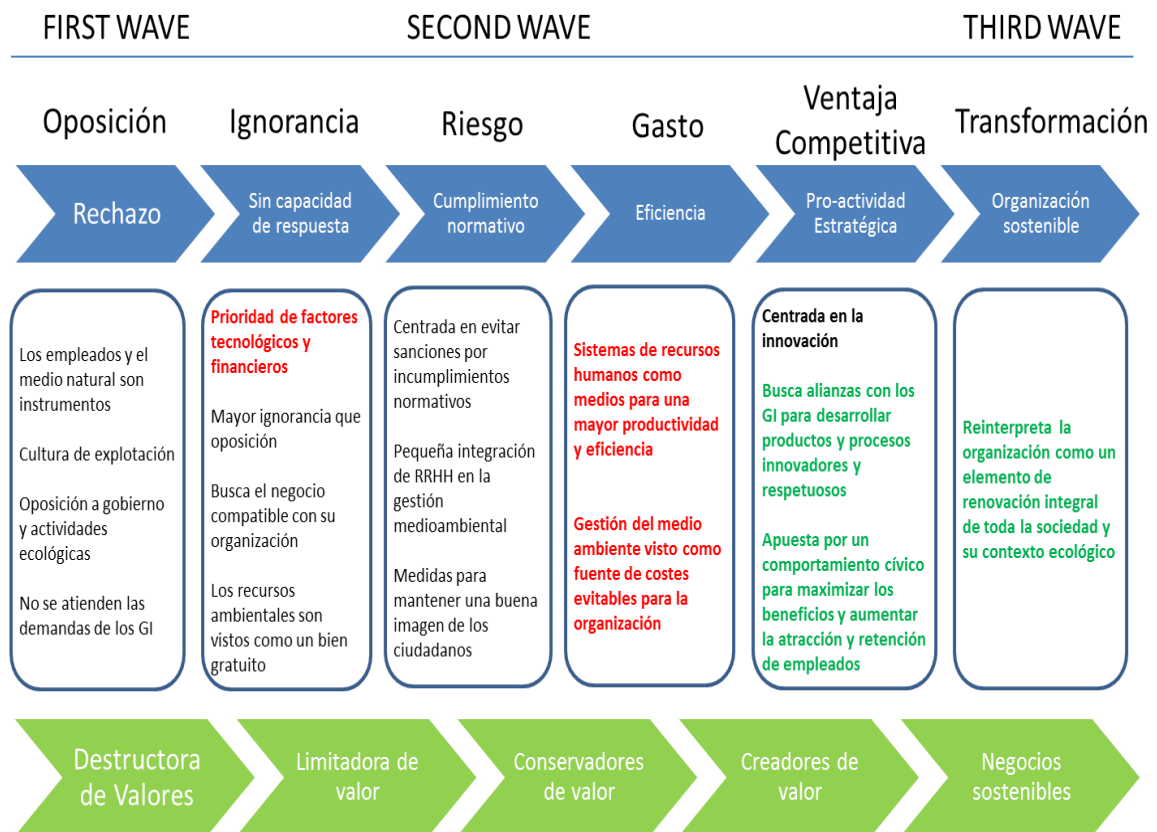 FIRST WAVE
SECOND WAVE
THIRD WAVE
Oposición
Ignorancia
Riesgo
Gasto
Ventaja
Competitiva
Transformación
Rechazo
Sin capacidad
de respuesta
Cumplimiento
normativo
Eficiencia
Pro-actividad
Estratégica
Organización
sostenible
Los empleados y el
medio natural son
instrumentos
Cultura de explotación
Oposición a gobierno
y actividades
ecológicas
No se atienden las
demandas de los GI
Prioridad de factores
tecnológicos y
financieros
Mayor ignorancia que
oposición
Busca el negocio
compatible con su
organización
Los recursos
ambientales son
vistos como un bien
gratuito
Centrada en evitar
sanciones por
incumplimientos
normativos
Pequeña integración
de RRHH en la
gestión
medioambiental
Medidas para
mantener una buena
imagen de los
ciudadanos
Sistemas de recursos
humanos como
medios para una
mayor productividad
y eficiencia
Gestión del medio
ambiente visto como
fuente de costes
evitables para la
organización
Centrada en la
innovación
Busca alianzas con los
GI para desarrollar
productos y procesos
innovadores y
respetuosos
Apuesta por un
comportamiento cívico
para maximizar los
beneficios y aumentar
la atracción y retención
de empleados
Reinterpreta la
organización como un
elemento de
renovación integral
de toda la sociedad y
su contexto ecológico
Destructora
de Valores
Limitadora de
valor
Conservadores
de valor
Creadores de
valor
Negocios
sostenibles